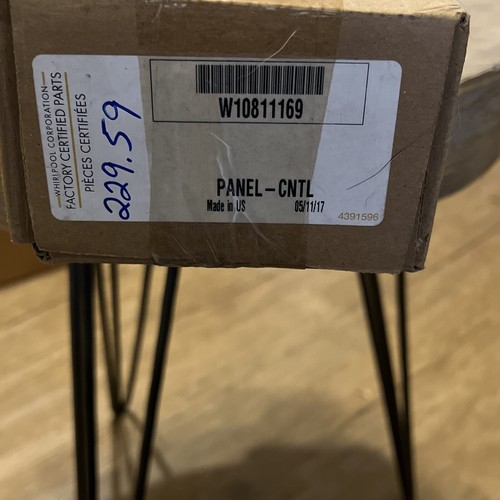 WHIRLPOOL CORPORATION
FACTORY CERTIFIED PARTS
PIÈCES CERTIFIÉES
229.59
W10811169
PANEL-CNTL
Made in US 05/11/17
4391596